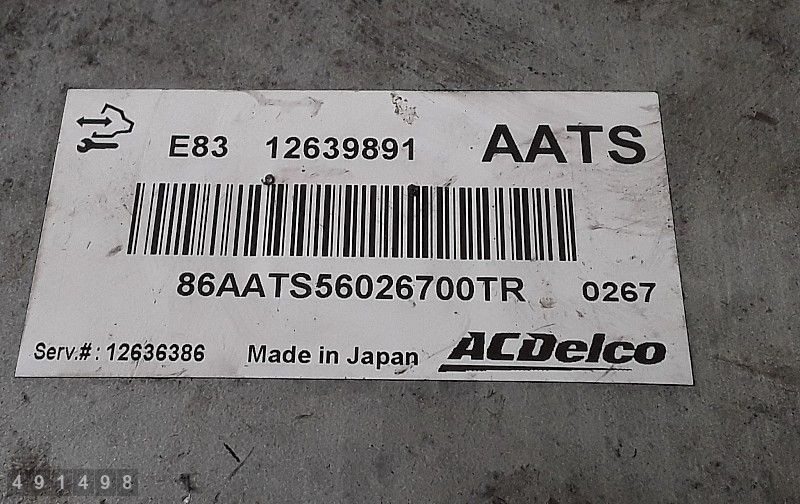 E83 12639891 AATS
86AATS56026700TR 0267
Serv.#: 12636386 Made in Japan ACDelco
491498